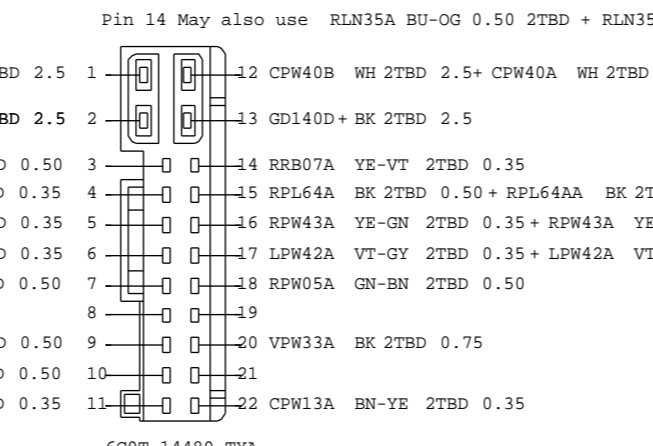 Pin 14 May also use RLN35A BU-OG 0.50 2TBD + RLN35
BD 2.5 1 12 CPW40B WH 2TBD 2.5+ CPW40A WH 2TBD
BD 2.5 2 13 GD140D+ BK 2TBD 2.5
D 0.50 3 14 RRB07A YE-VT 2TBD 0.35
D 0.35 4 15 RPL64A BK 2TBD 0.50 + RPL64AA BK 2T
D 0.35 5 16 RPW43A YE-GN 2TBD 0.35 + RPW43A YE
D 0.35 6 17 LPW42A VT-GY 2TBD 0.35 + LPW42A VT
D 0.50 7 18 RPW05A GN-BN 2TBD 0.50
8 19
D 0.50 9 20 VPW33A BK 2TBD 0.75
D 0.50 10 21
D 0.35 11 22 CPW13A BN-YE 2TBD 0.35